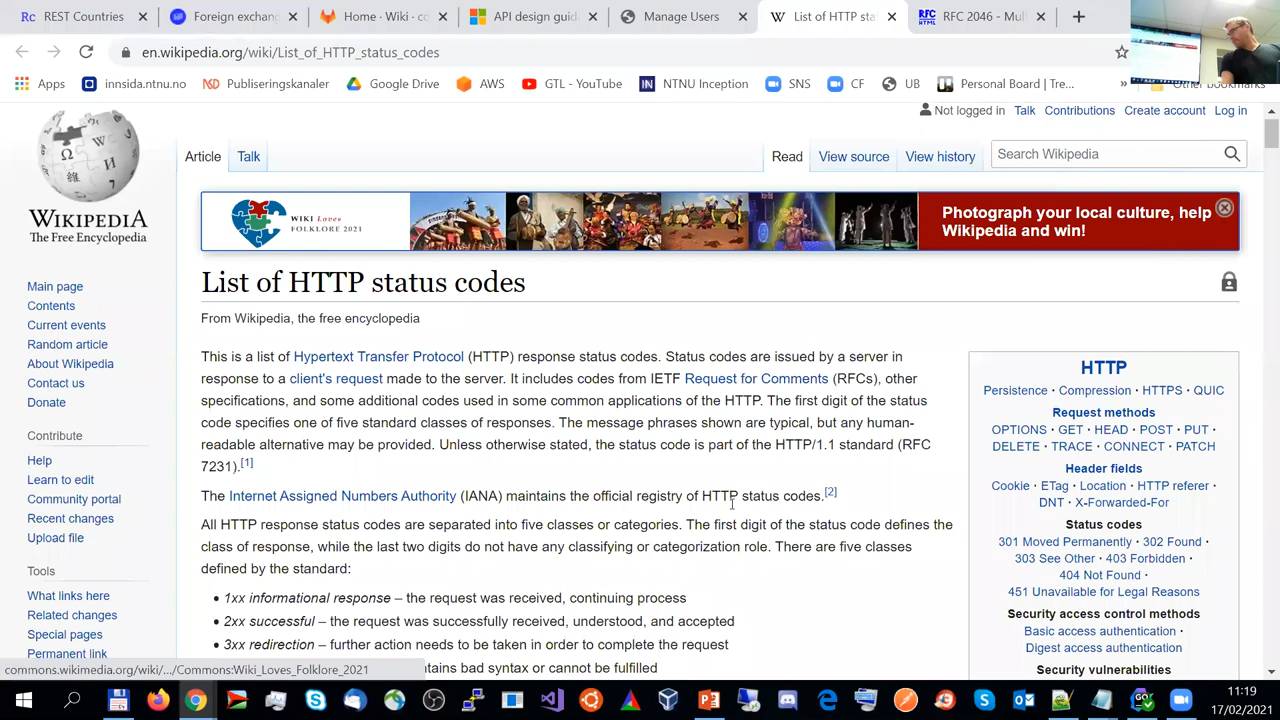 REST Countries
Foreign exchan
Home · Wiki · c
API design guid
Manage Users
List of HTTP sta
RFC 2046 - Mul
en.wikipedia.org/wiki/List_of_HTTP_status_codes
Apps
innsida.ntnu.no
Publiseringskanaler
Google Drive
AWS
GTL - YouTube
NTNU Inception
SNS
CF
UB
Personal Board | Tre...
»
Other bookmarks
Not logged in Talk Contributions Create account Log in
Article Talk
Read View source View history
Search Wikipedia
WIKIPEDIA
The Free Encyclopedia
WIKI Loves
FOLKLORE 2021
Photograph your local culture, help
Wikipedia and win!
List of HTTP status codes
From Wikipedia, the free encyclopedia
Main page
Contents
Current events
Random article
About Wikipedia
Contact us
Donate
Contribute
Help
Learn to edit
Community portal
Recent changes
Upload file
Tools
What links here
Related changes
Special pages
Permanent link
This is a list of Hypertext Transfer Protocol (HTTP) response status codes. Status codes are issued by a server in
response to a client's request made to the server. It includes codes from IETF Request for Comments (RFCs), other
specifications, and some additional codes used in some common applications of the HTTP. The first digit of the status
code specifies one of five standard classes of responses. The message phrases shown are typical, but any human-
readable alternative may be provided. Unless otherwise stated, the status code is part of the HTTP/1.1 standard (RFC
7231).[1]
The Internet Assigned Numbers Authority (IANA) maintains the official registry of HTTP status codes.[2]
All HTTP response status codes are separated into five classes or categories. The first digit of the status code defines the
class of response, while the last two digits do not have any classifying or categorization role. There are five classes
defined by the standard:
• 1xx informational response – the request was received, continuing process
• 2xx successful – the request was successfully received, understood, and accepted
• 3xx redirection – further action needs to be taken in order to complete the request
ntains bad syntax or cannot be fulfilled
HTTP
Persistence · Compression · HTTPS · QUIC
Request methods
OPTIONS · GET · HEAD · POST · PUT ·
DELETE · TRACE · CONNECT · PATCH
Header fields
Cookie · ETag · Location · HTTP referer ·
DNT · X-Forwarded-For
Status codes
301 Moved Permanently · 302 Found ·
303 See Other · 403 Forbidden ·
404 Not Found ·
451 Unavailable for Legal Reasons
Security access control methods
Basic access authentication ·
Digest access authentication
Security vulnerabilities
commons.wikimedia.org/wiki/.../Commons:Wiki_Loves_Folklore_2021
11:19
17/02/2021